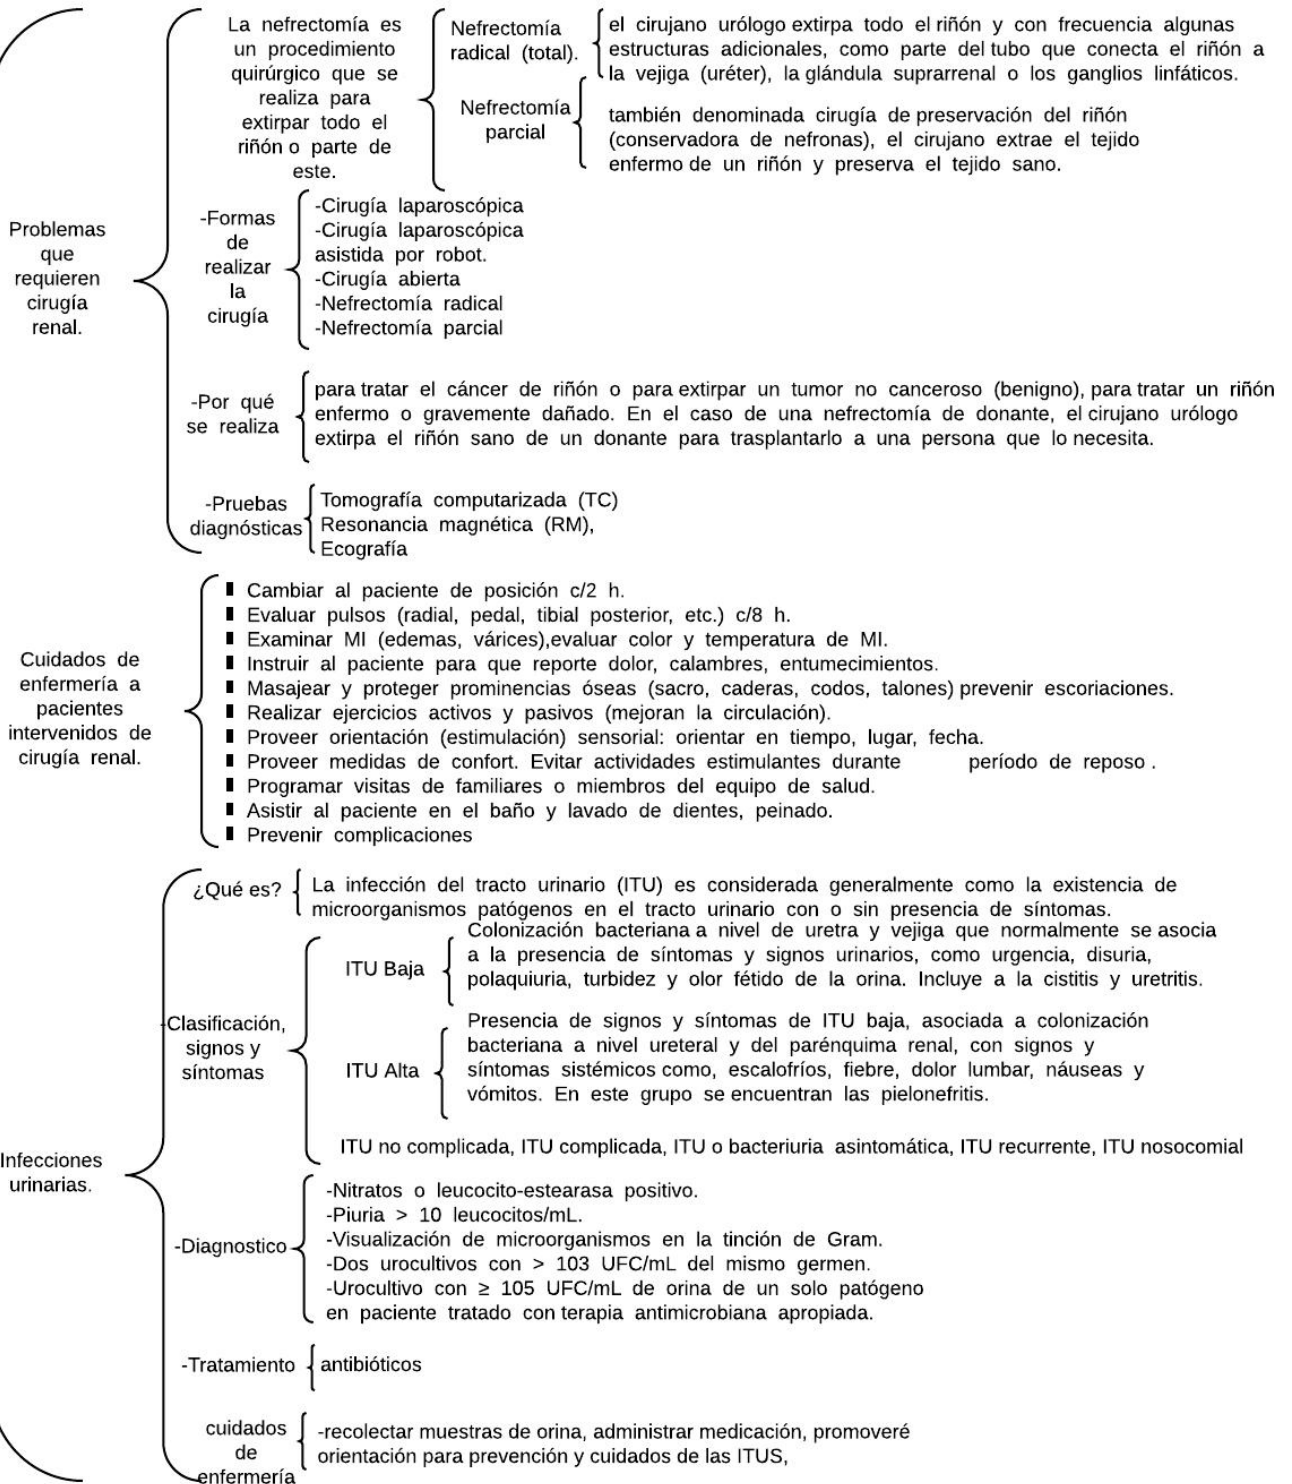 Problemas
que
requieren
cirugía
renal.
La nefrectomía es
un procedimiento
quirúrgico que se
realiza para
extirpar todo el
riñón o parte de
este.
Nefrectomía
radical (total).
el cirujano urólogo extirpa todo el riñón y con frecuencia algunas
estructuras adicionales, como parte del tubo que conecta el riñón a
la vejiga (uréter), la glándula suprarrenal o los ganglios linfáticos.
Nefrectomía
parcial
también denominada cirugía de preservación del riñón
(conservadora de nefronas), el cirujano extrae el tejido
enfermo de un riñón y preserva el tejido sano.
-Formas
de
realizar
la
cirugía
-Cirugía laparoscópica
-Cirugía laparoscópica
asistida por robot.
-Cirugía abierta
-Nefrectomía radical
-Nefrectomía parcial
-Por qué
se realiza
para tratar el cáncer de riñón o para extirpar un tumor no canceroso (benigno), para tratar un riñón
enfermo o gravemente dañado. En el caso de una nefrectomía de donante, el cirujano urólogo
extirpa el riñón sano de un donante para trasplantarlo a una persona que lo necesita.
-Pruebas
diagnósticas
Tomografía computarizada (TC)
Resonancia magnética (RM),
Ecografía
Cuidados de
enfermería a
pacientes
intervenidos de
cirugía renal.
Cambiar al paciente de posición c/2 h.
Evaluar pulsos (radial, pedal, tibial posterior, etc.) c/8 h.
Examinar MI (edemas, várices),evaluar color y temperatura de MI.
Instruir al paciente para que reporte dolor, calambres, entumecimientos.
Masajear y proteger prominencias óseas (sacro, caderas, codos, talones) prevenir escoriaciones.
Realizar ejercicios activos y pasivos (mejoran la circulación).
Proveer orientación (estimulación) sensorial: orientar en tiempo, lugar, fecha.
Proveer medidas de confort. Evitar actividades estimulantes durante período de reposo .
Programar visitas de familiares o miembros del equipo de salud.
Asistir al paciente en el baño y lavado de dientes, peinado.
Prevenir complicaciones
Infecciones
urinarias.
¿Qué es?
La infección del tracto urinario (ITU) es considerada generalmente como la existencia de
microorganismos patógenos en el tracto urinario con o sin presencia de síntomas.
-Clasificación,
signos y
síntomas
ITU Baja
Colonización bacteriana a nivel de uretra y vejiga que normalmente se asocia
a la presencia de síntomas y signos urinarios, como urgencia, disuria,
polaquiuria, turbidez y olor fétido de la orina. Incluye a la cistitis y uretritis.
ITU Alta
Presencia de signos y síntomas de ITU baja, asociada a colonización
bacteriana a nivel ureteral y del parénquima renal, con signos y
síntomas sistémicos como, escalofríos, fiebre, dolor lumbar, náuseas y
vómitos. En este grupo se encuentran las pielonefritis.
ITU no complicada, ITU complicada, ITU o bacteriuria asintomática, ITU recurrente, ITU nosocomial
-Diagnostico
-Nitratos o leucocito-estearasa positivo.
-Piuria > 10 leucocitos/mL.
-Visualización de microorganismos en la tinción de Gram.
-Dos urocultivos con > 103 UFC/mL del mismo germen.
-Urocultivo con ≥ 105 UFC/mL de orina de un solo patógeno
en paciente tratado con terapia antimicrobiana apropiada.
-Tratamiento
antibióticos
cuidados
de
enfermería
-recolectar muestras de orina, administrar medicación, promoveré
orientación para prevención y cuidados de las ITUS,